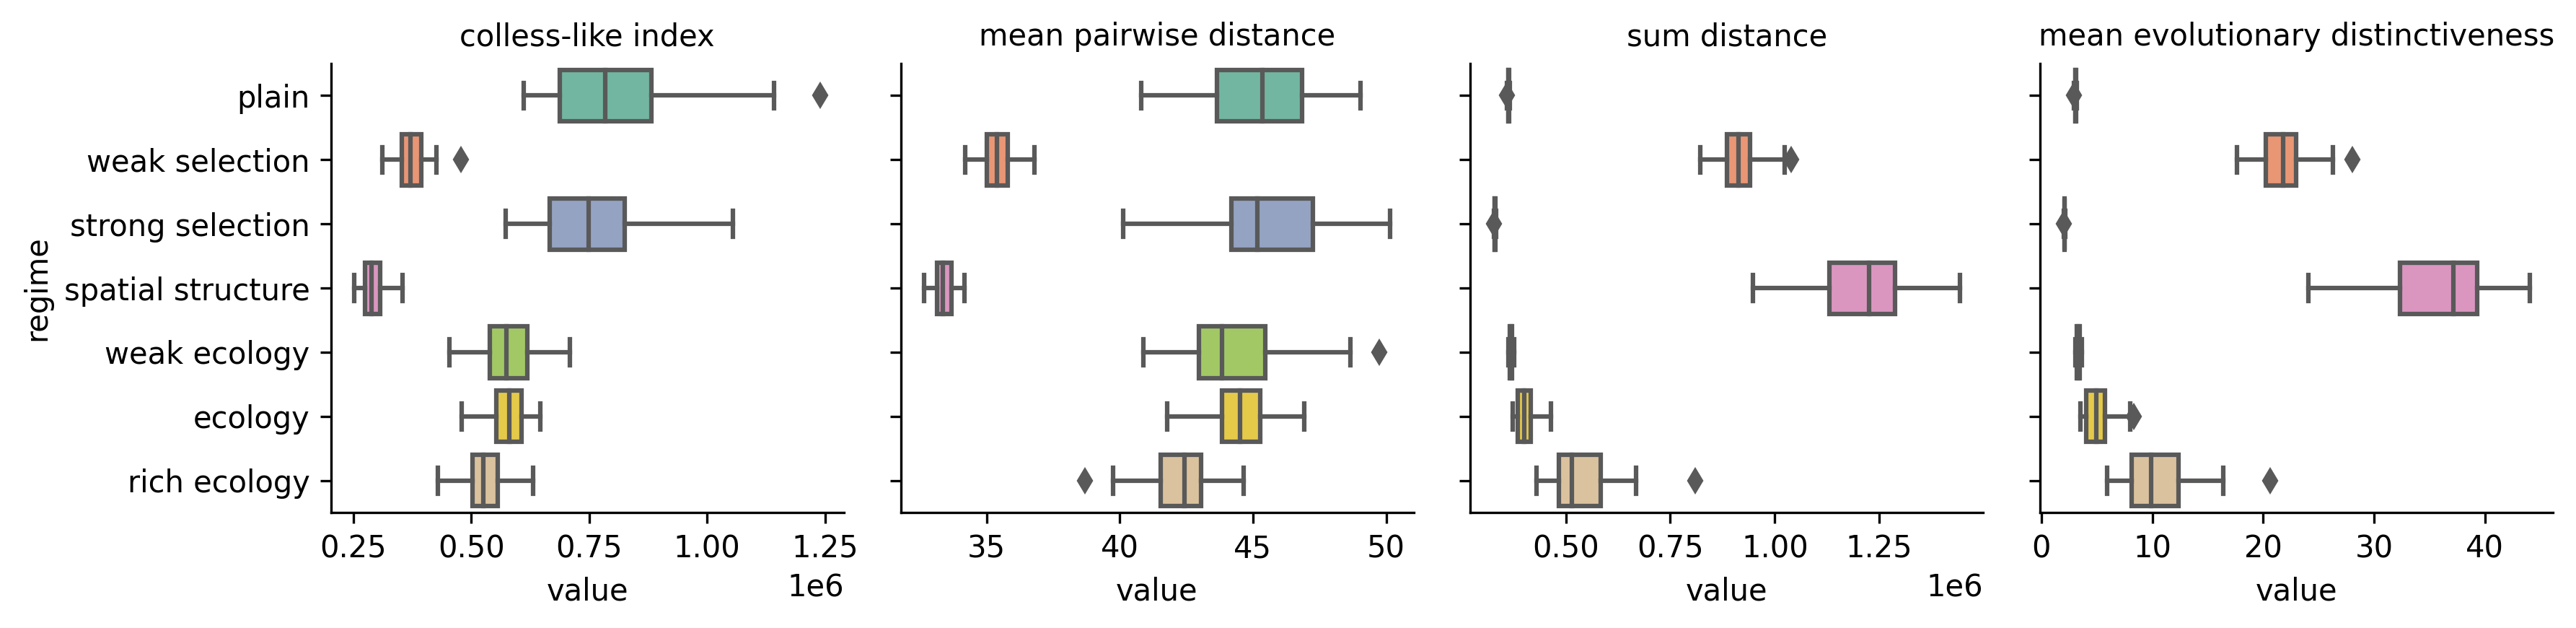 colless-like index
mean pairwise distance
sum distance
mean evolutionary distinctiveness
regime
plain
weak selection
strong selection
spatial structure
weak ecology
ecology
rich ecology
0.25 0.50 0.75 1.00 1.25
1e6
value
35 40 45 50
value
0.50 0.75 1.00 1.25
1e6
value
0 10 20 30 40
value